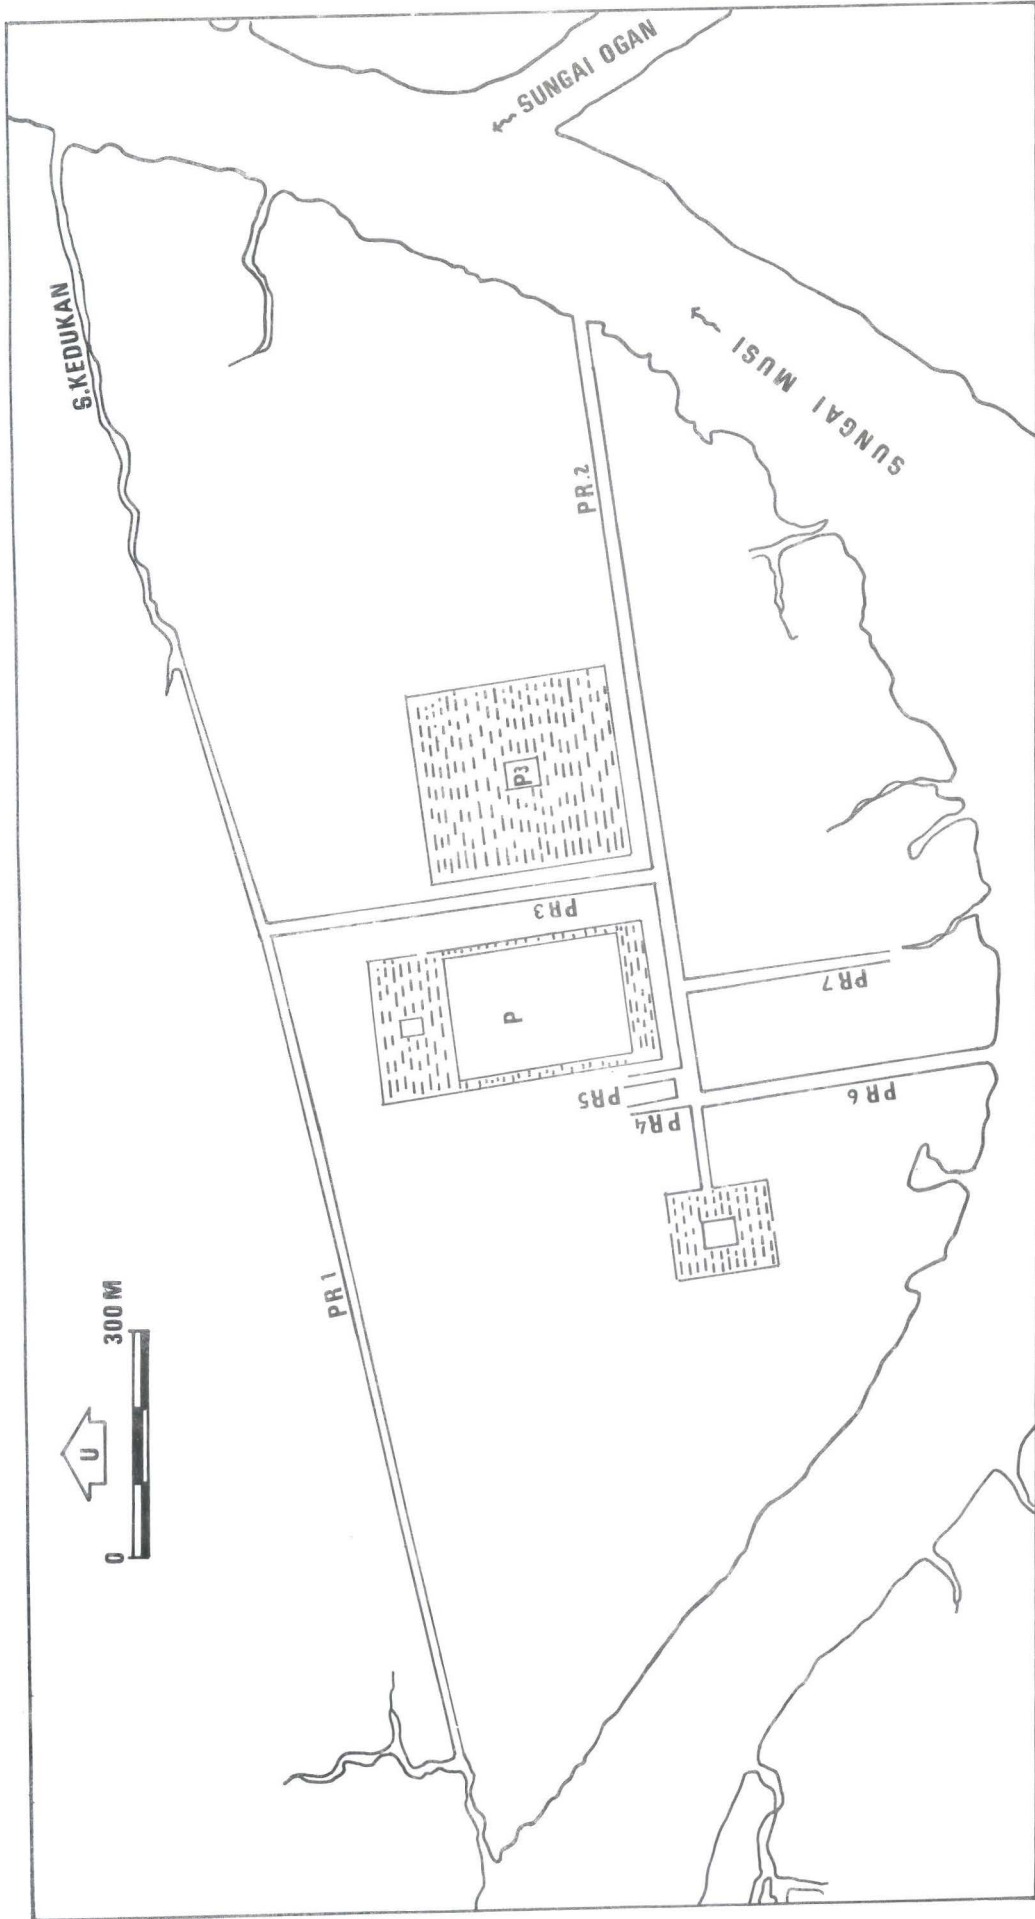 SUNGAI OGAN
S.KEDUKAN
SUNGAI MUSI
PR.2
P3
PR3
P
PR7
PR5
PR4
PR6
PR1
U
0 300 M